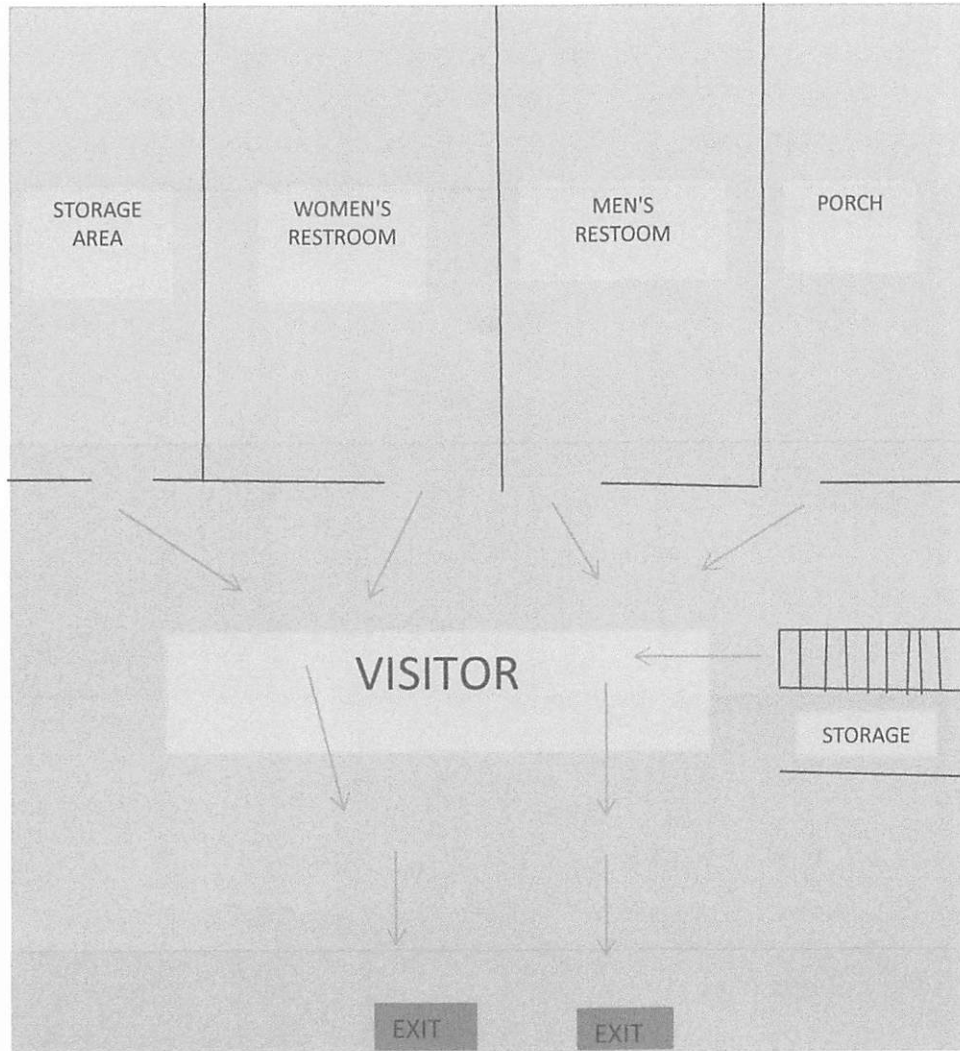 STORAGE
AREA
WOMEN'S
RESTROOM
MEN'S
RESTOOM
PORCH
VISITOR
STORAGE
EXIT
EXIT